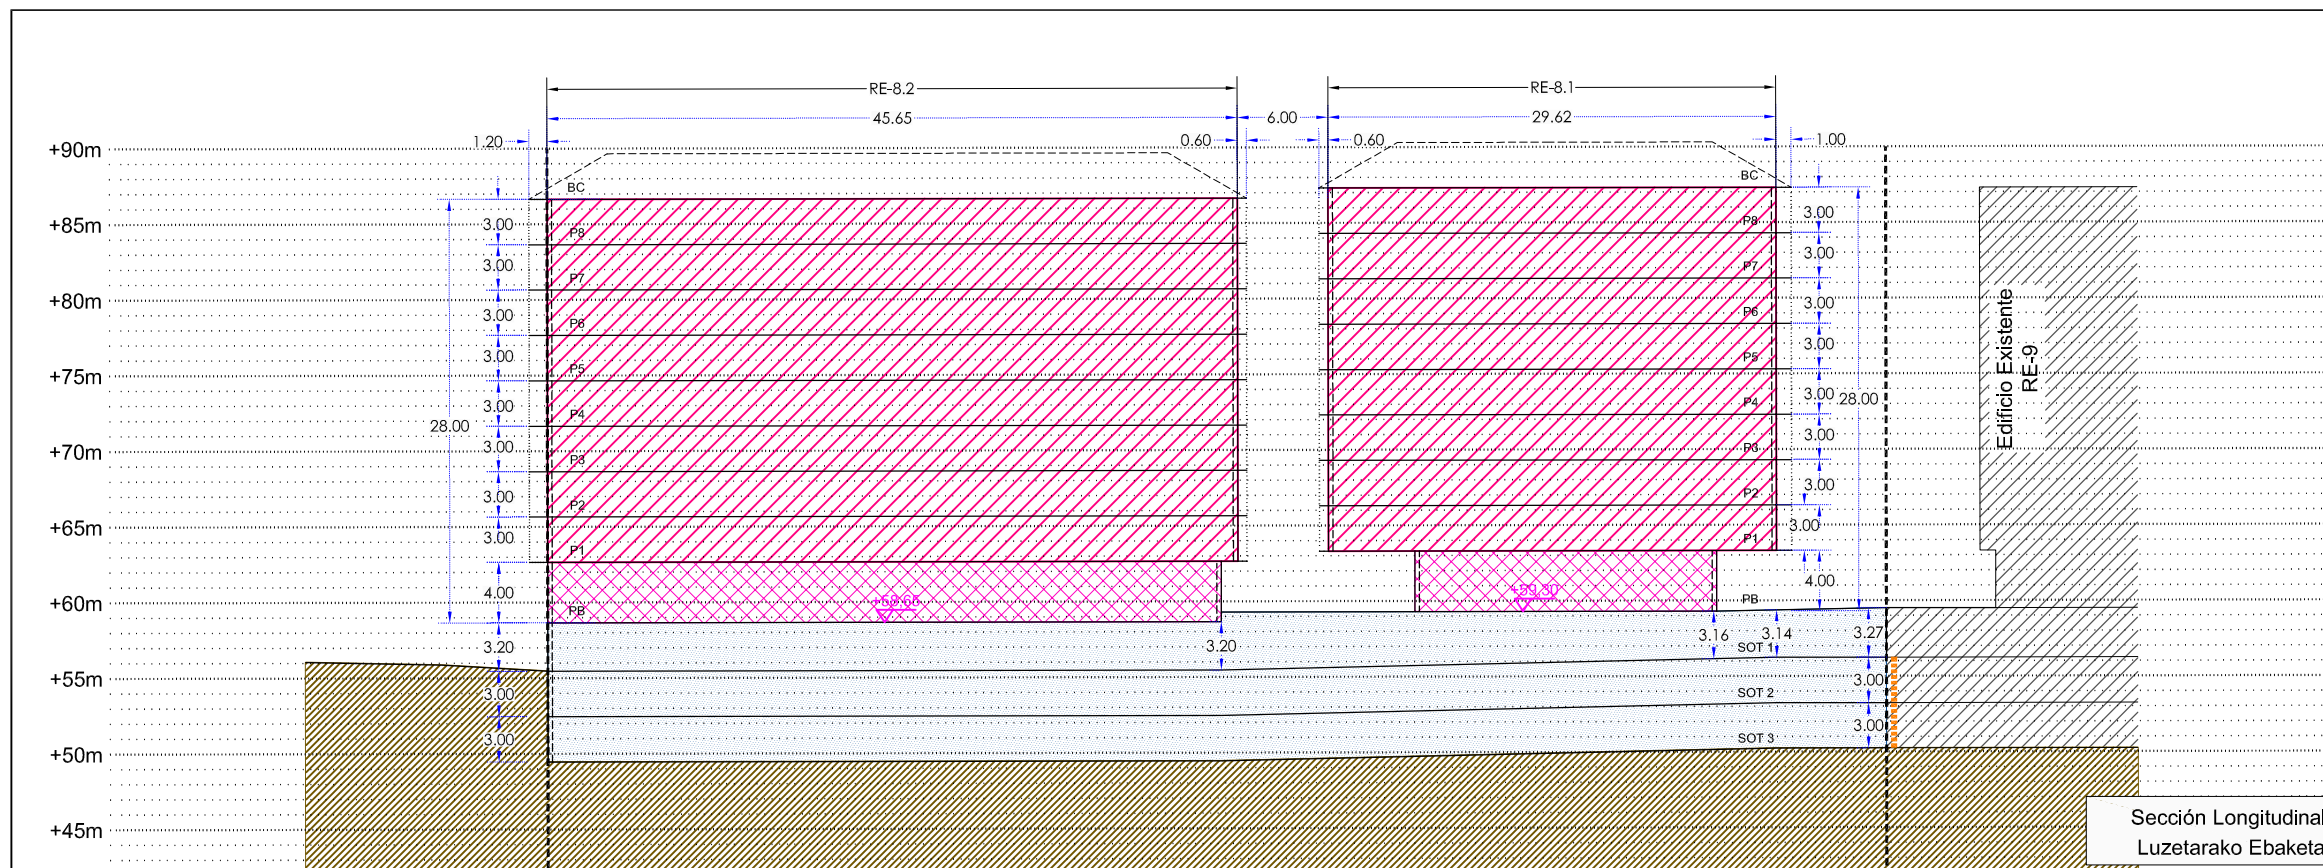 RE-8.2
RE-8.1
45.65
6.00
29.62
1.20
0.60
0.60
1.00
+90m
+85m
+80m
+75m
+70m
+65m
+60m
+55m
+50m
+45m
28.00
3.00
3.00
3.00
3.00
3.00
3.00
3.00
3.00
4.00
3.20
3.00
3.00
BC
P8
P7
P6
P5
P4
P3
P2
P1
PB
+58.65
3.20
BC
P8
P7
P6
P5
P4
P3
P2
P1
PB
+59.30
SOT 1
SOT 2
SOT 3
3.16
3.14
3.27
3.00
3.00
3.00
3.00
3.00
3.00
3.00
3.00
3.00
3.00
4.00
28.00
Edificio Existente
RE-9
Sección Longitudinal
Luzetarako Ebaketa